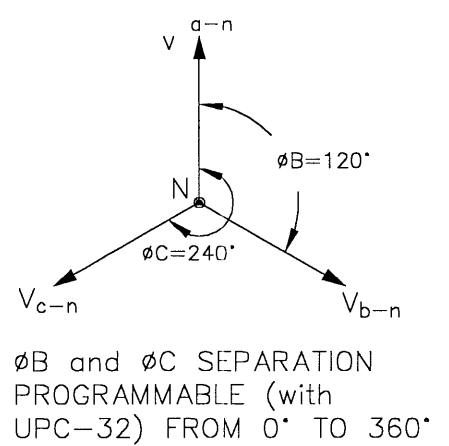 V a–n
øB=120°
N
øC=240°
Vc–n
Vb–n
øB and øC SEPARATION
PROGRAMMABLE (with
UPC–32) FROM 0° TO 360°